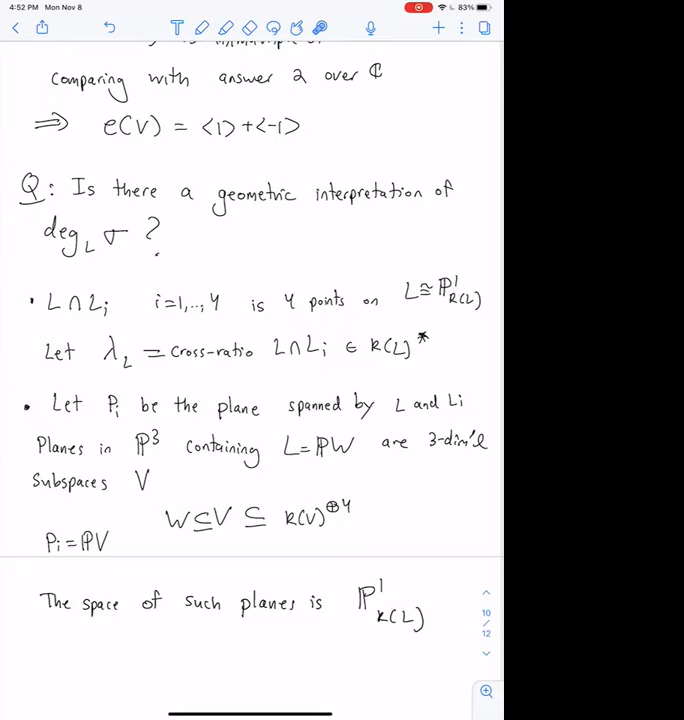 4:52 PM Mon Nov 8
83%
comparing with answer 2 over ℂ
⇒ e(V) = <1> + <-1>
Q: Is there a geometric interpretation of
deg_L σ ?
• L ∩ L_i i=1,..,4 is 4 points on L ≅ ℙ^1_{k(L)}
Let λ_L = cross-ratio L∩L_i ∈ k(L)^*
• Let P_i be the plane spanned by L and L_i
Planes in ℙ^3 containing L = ℙW are 3-dim'l
subspaces V
W ⊆ V ⊆ k(V)^{⊕4}
P_i = ℙV
The space of such planes is ℙ^1_{k(L)}
10
/
12